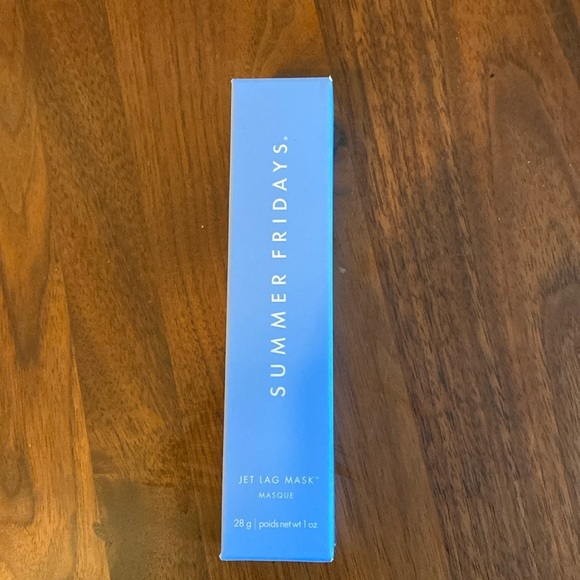 SUMMER FRIDAYS®
JET LAG MASK™
MASQUE
28 g | poids net wt 1 oz